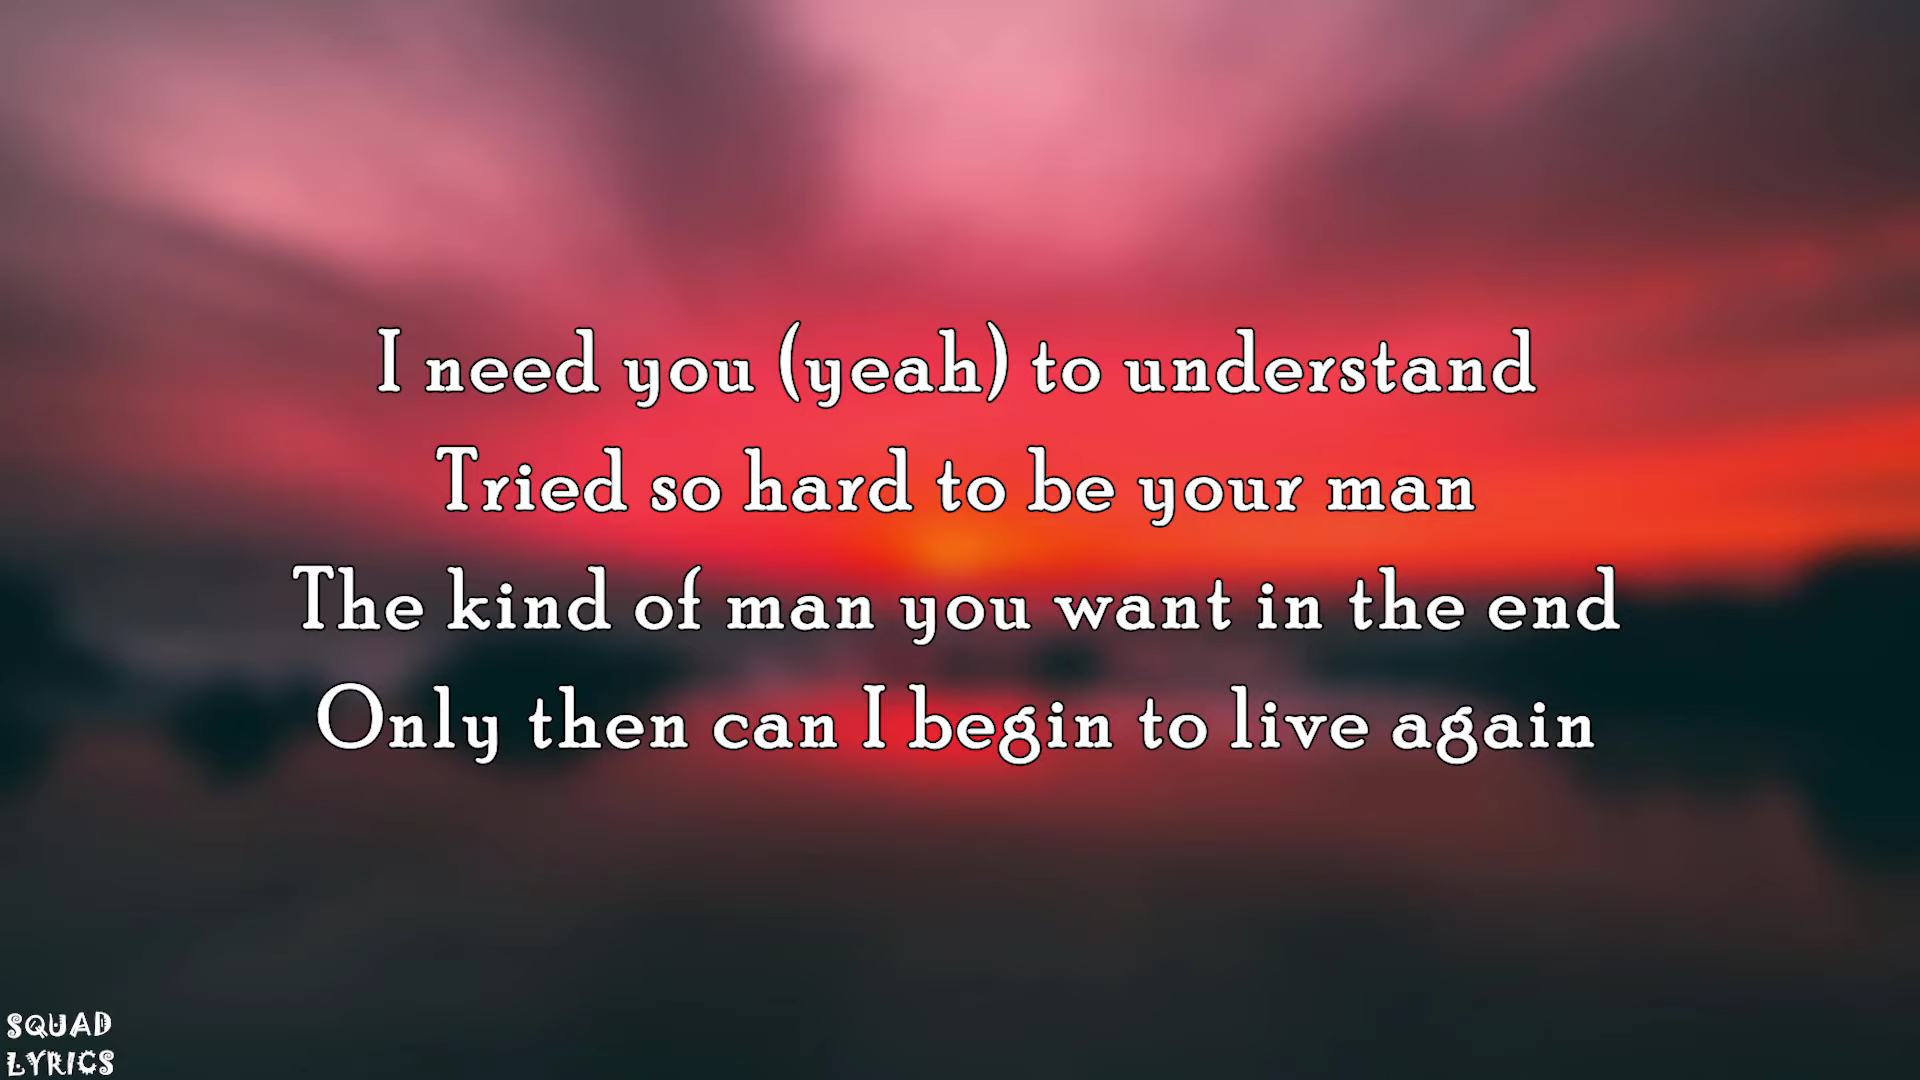 I need you (yeah) to understand
Tried so hard to be your man
The kind of man you want in the end
Only then can I begin to live again
SQUAD
LYRICS